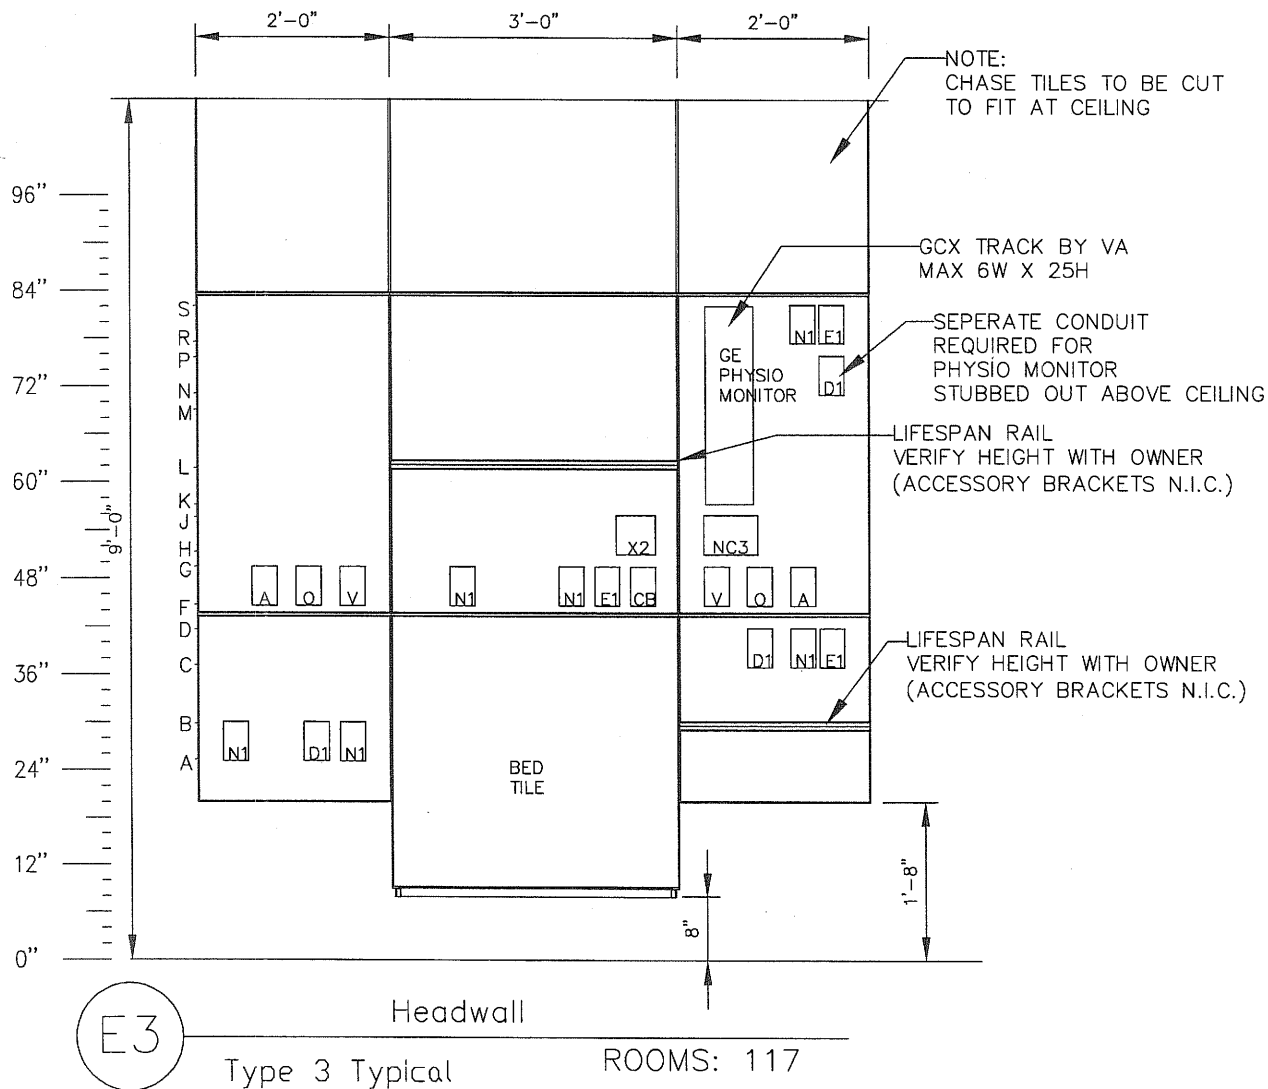 2'-0" 3'-0" 2'-0"
NOTE:
CHASE TILES TO BE CUT
TO FIT AT CEILING
96"
GCX TRACK BY VA
MAX 6W X 25H
84"
S
N1 E1
SEPERATE CONDUIT
REQUIRED FOR
PHYSIO MONITOR
STUBBED OUT ABOVE CEILING
R
P
GE
PHYSIO
MONITOR
D1
72"
N
M
LIFESPAN RAIL
VERIFY HEIGHT WITH OWNER
(ACCESSORY BRACKETS N.I.C.)
L
60"
K
9'-0"
J
H
X2 NC3
G
48"
A O V N1 N1 E1 CB V O A
F
D
C
D1 N1 E1
LIFESPAN RAIL
VERIFY HEIGHT WITH OWNER
(ACCESSORY BRACKETS N.I.C.)
36"
B
N1 D1 N1
A
24"
BED
TILE
12"
1'-8"
8"
0"
E3
Headwall
Type 3 Typical
ROOMS: 117